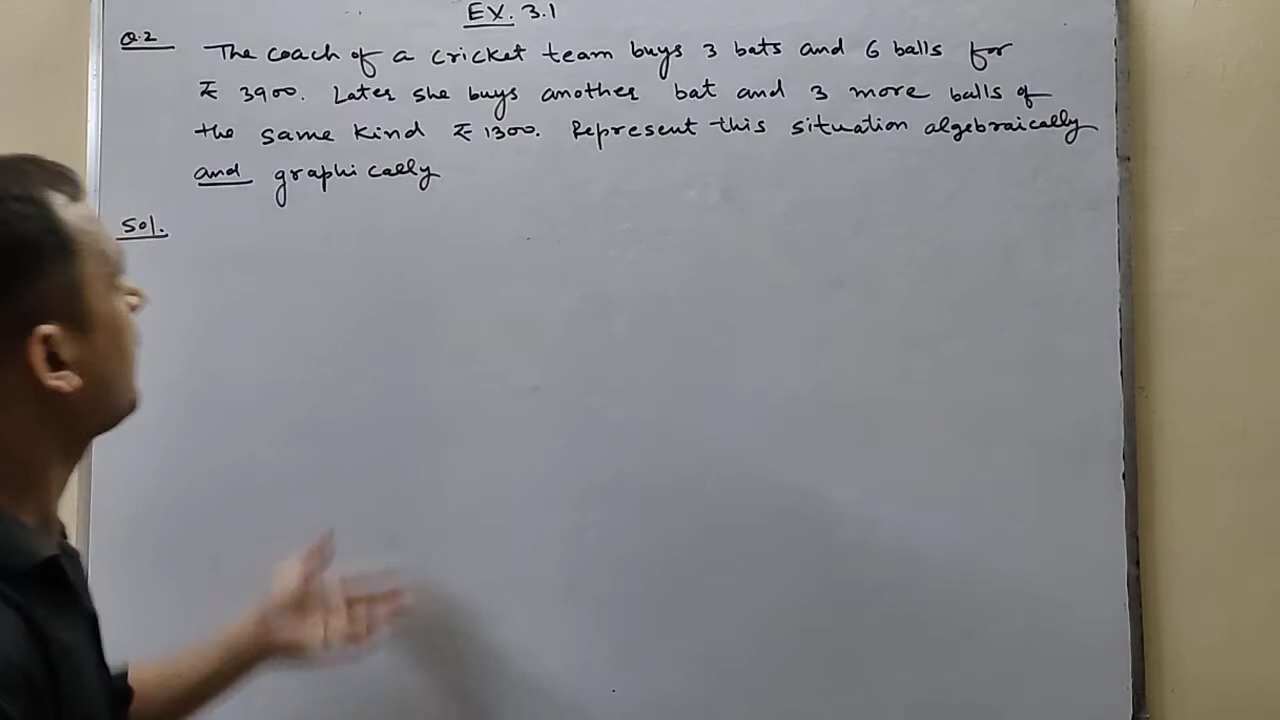 EX. 3.1
Q.2 The coach of a cricket team buys 3 bats and 6 balls for
₹ 3900. Later she buys another bat and 3 more balls of
the same kind ₹ 1300. Represent this situation algebraically
and graphically
Sol.